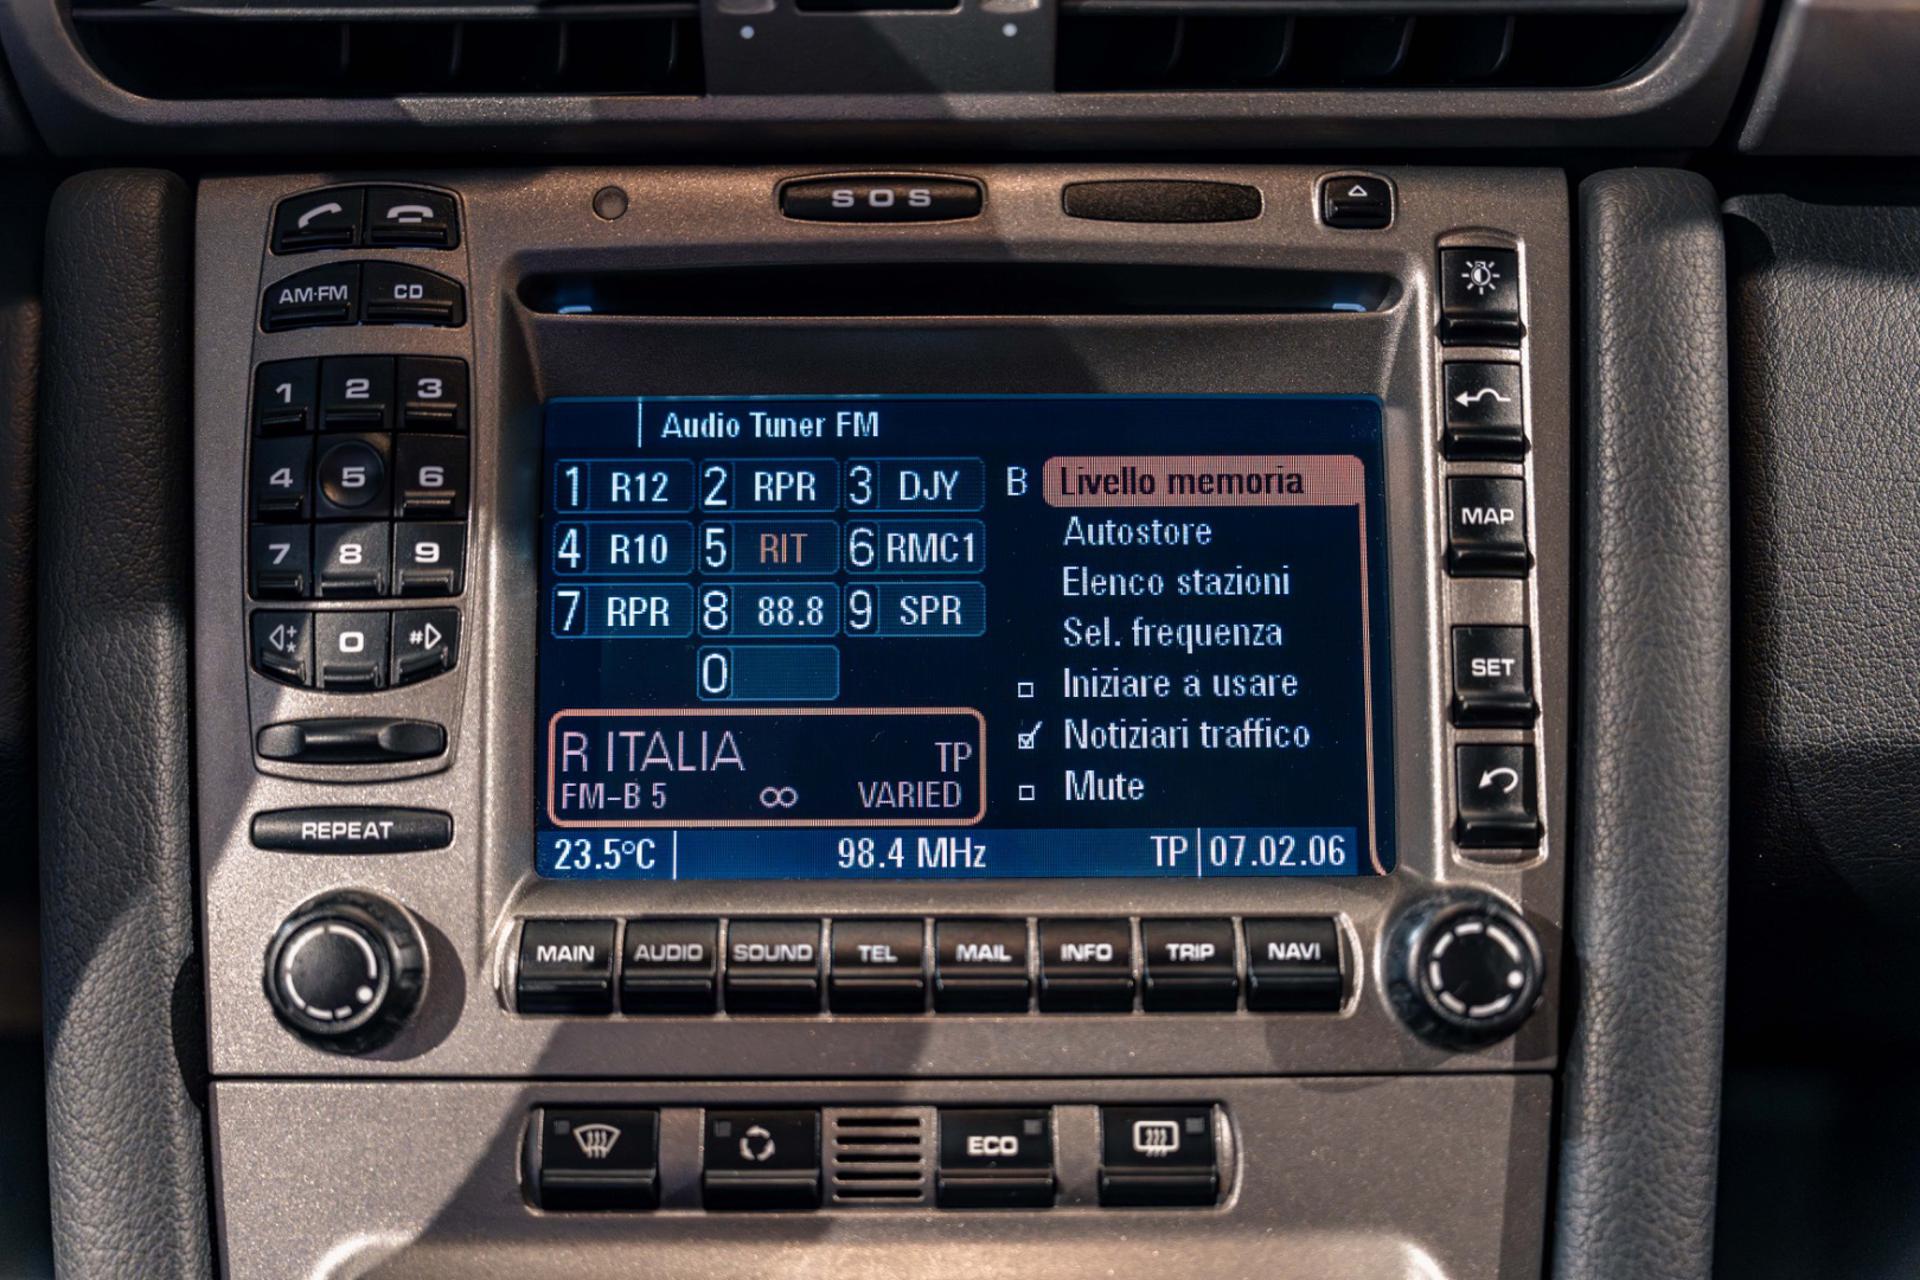 SOS
AM·FM CD
1 2 3
4 5 6
7 8 9
* 0 #
REPEAT
MAP
SET
Audio Tuner FM
1 R12 2 RPR 3 DJY
4 R10 5 RIT 6 RMC1
7 RPR 8 88.8 9 SPR
0
R ITALIA TP
FM-B 5 ∞ VARIED
B Livello memoria
Autostore
Elenco stazioni
Sel. frequenza
Iniziare a usare
Notiziari traffico
Mute
23.5°C 98.4 MHz TP 07.02.06
MAIN AUDIO SOUND TEL MAIL INFO TRIP NAVI
ECO